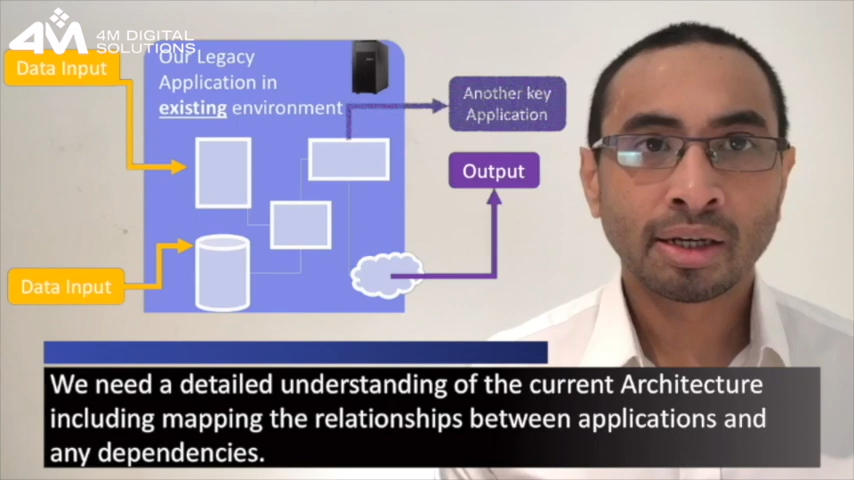 4M
4M DIGITAL
SOLUTIONS
Data Input
Our Legacy
Application in
existing environment
Another key
Application
Output
Data Input
We need a detailed understanding of the current Architecture
including mapping the relationships between applications and
any dependencies.